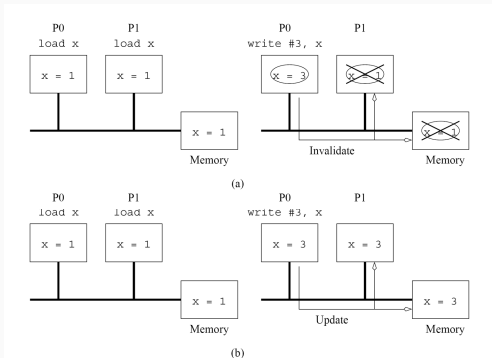 P0 P1 P0 P1
load x load x write #3, x
x = 1 x = 1 x = 3 x = 1
x = 1 x = 1
Invalidate
Memory Memory
(a)
P0 P1 P0 P1
load x load x write #3, x
x = 1 x = 1 x = 3 x = 3
x = 1 x = 3
Update
Memory Memory
(b)